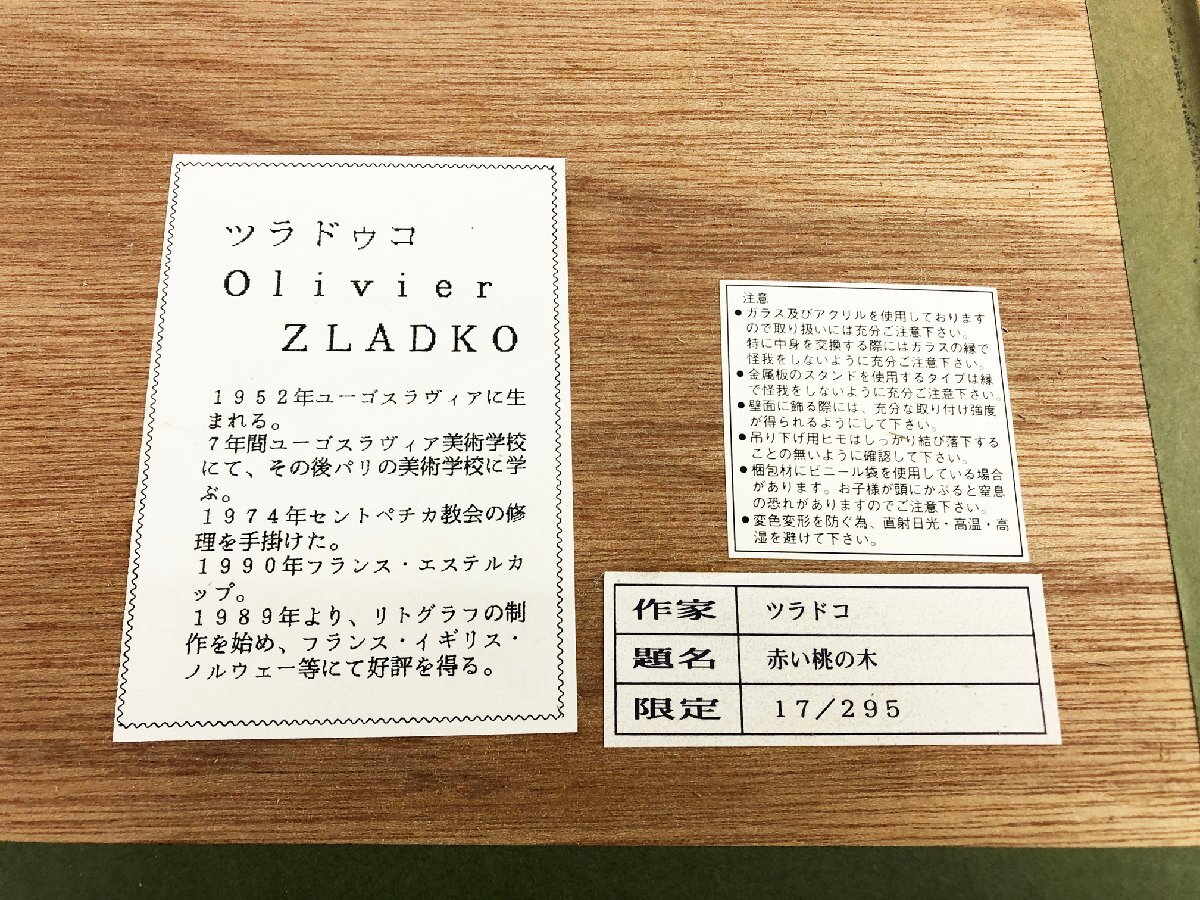 ツラドゥコ
Olivier
ZLADKO
1952年ユーゴスラヴィアに生
まれる。
7年間ユーゴスラヴィア美術学校
にて、その後パリの美術学校に学
ぶ。
1974年セントペチカ教会の修
理を手掛けた。
1990年フランス・エステルカ
ップ。
1989年より、リトグラフの制
作を始め、フランス・イギリス・
ノルウェー等にて好評を得る。
注意
●ガラス及びアクリルを使用しております
ので取り扱いには充分ご注意下さい。
特に中身を交換する際にはガラスの縁で
怪我をしないように充分ご注意下さい。
●金属板のスタンドを使用するタイプは縁
で怪我をしないように充分ご注意下さい。
●壁面に飾る際には、充分な取り付け強度
が得られるようにして下さい。
●吊り下げ用ヒモはしっかり結び落下する
ことの無いように確認して下さい。
●梱包材にビニール袋を使用している場合
があります。お子様が頭にかぶると窒息
の恐れがありますのでご注意下さい。
●変色変形を防ぐ為、直射日光・高温・高
湿を避けて下さい。
作家 ツラドコ
題名 赤い桃の木
限定 17/295